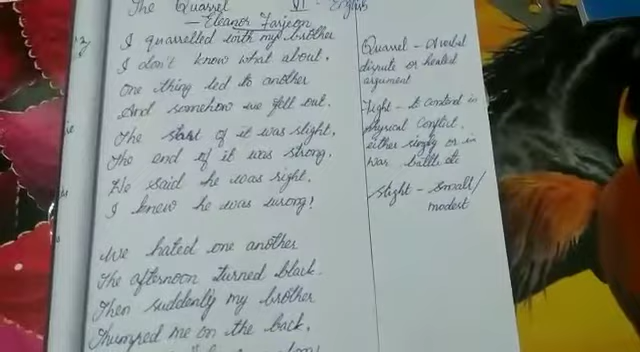 The Quarrel VI - English
- Eleanor Farjeon
I quarrelled with my brother
I don't know what about,
One thing led to another
And somehow we fell out.
The start of it was slight,
The end of it was strong,
He said he was right,
I knew he was wrong!
We hated one another
The afternoon turned black.
Then suddenly my brother
Thumped me on the back,
Quarrel - A verbal
dispute or heated
argument
Fight - to contend in
physical conflict,
either singly or in
war, battle etc
slight - small/
modest